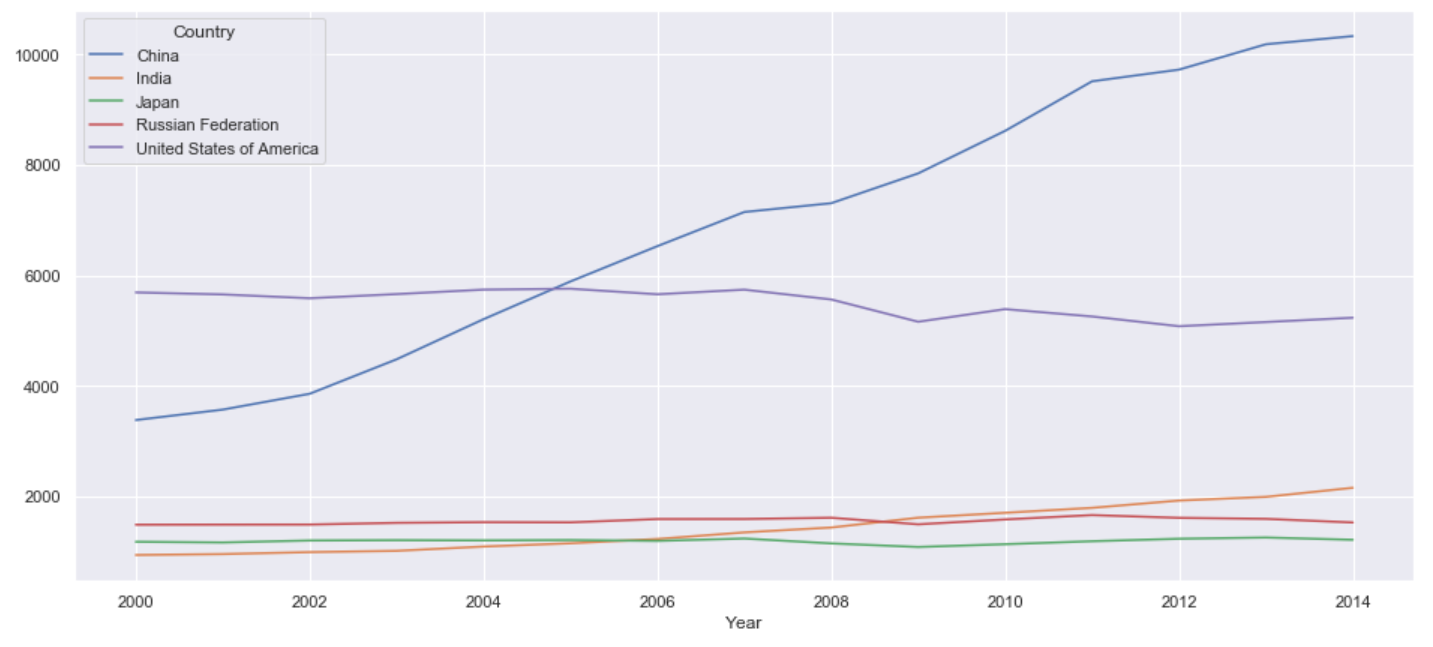 Country
China
India
Japan
Russian Federation
United States of America
10000
8000
6000
4000
2000
2000 2002 2004 2006 2008 2010 2012 2014
Year